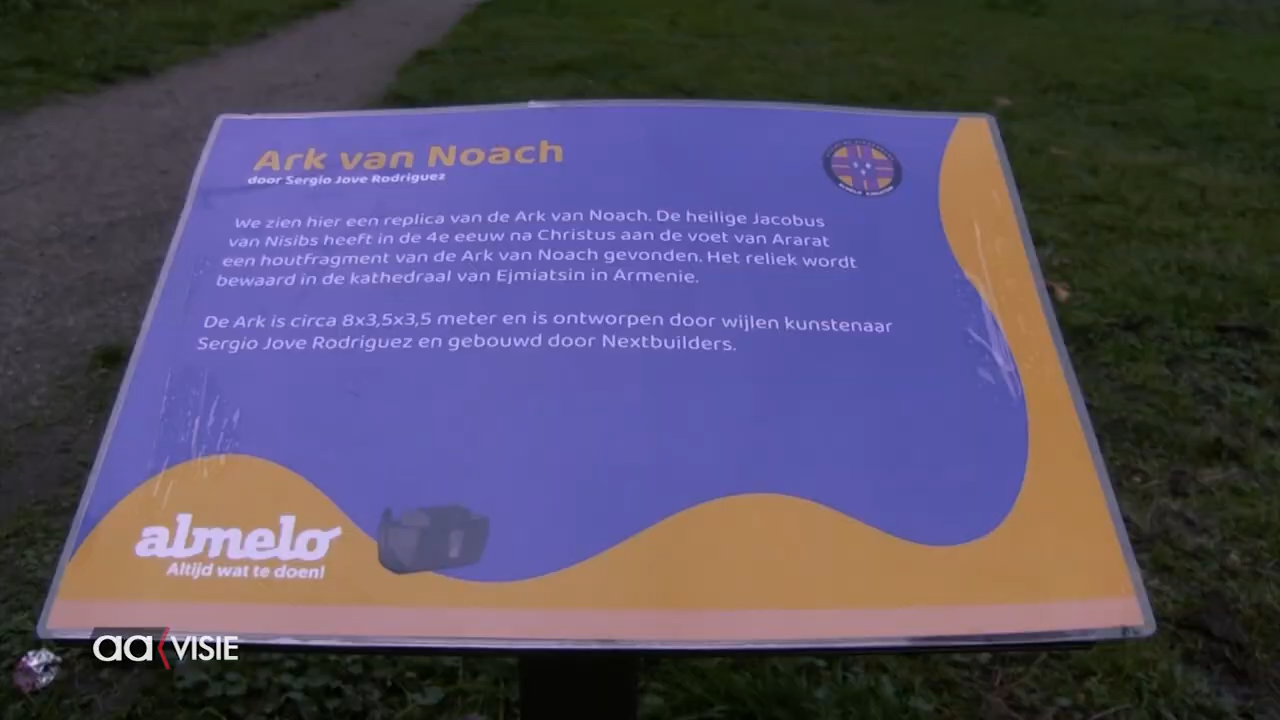 Ark van Noach
door Sergio Jove Rodriguez
We zien hier een replica van de Ark van Noach. De heilige Jacobus
van Nisibs heeft in de 4e eeuw na Christus aan de voet van Ararat
een houtfragment van de Ark van Noach gevonden. Het reliek wordt
bewaard in de kathedraal van Ejmiatsin in Armenie.
De Ark is circa 8x3,5x3,5 meter en is ontworpen door wijlen kunstenaar
Sergio Jove Rodriguez en gebouwd door Nextbuilders.
almelo
Altijd wat te doen!
aa VISIE